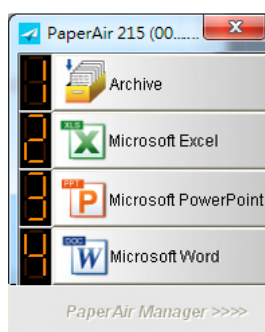 PaperAir 215 (00.......
X
1
Archive
2
XLS
X
Microsoft Excel
3
PPT
P
Microsoft PowerPoint
4
DOC
W
Microsoft Word
PaperAir Manager >>>>